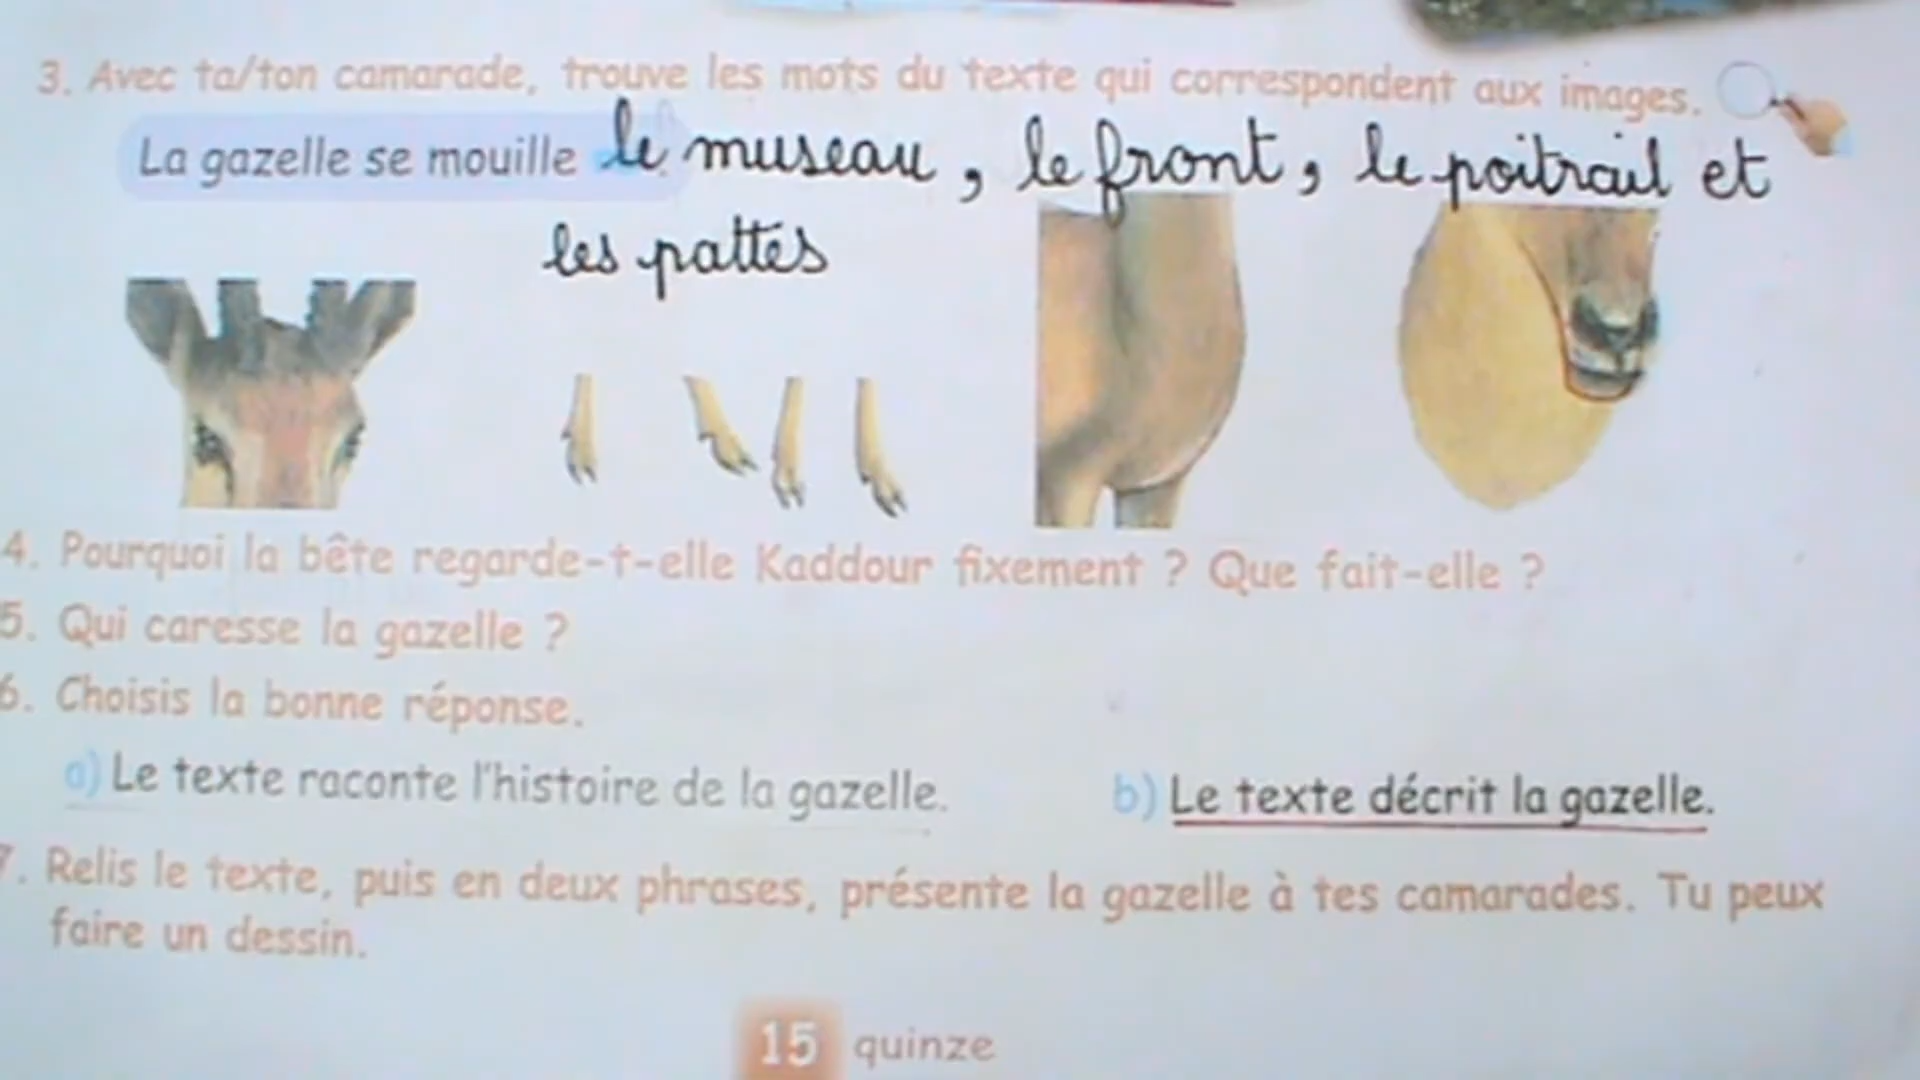 3. Avec ta/ton camarade, trouve les mots du texte qui correspondent aux images.
La gazelle se mouille le museau, le front, le poitrail et
les pattes
4. Pourquoi la bête regarde-t-elle Kaddour fixement ? Que fait-elle ?
5. Qui caresse la gazelle ?
6. Choisis la bonne réponse.
a) Le texte raconte l'histoire de la gazelle. b) Le texte décrit la gazelle.
7. Relis le texte, puis en deux phrases, présente la gazelle à tes camarades. Tu peux
faire un dessin.
15 quinze